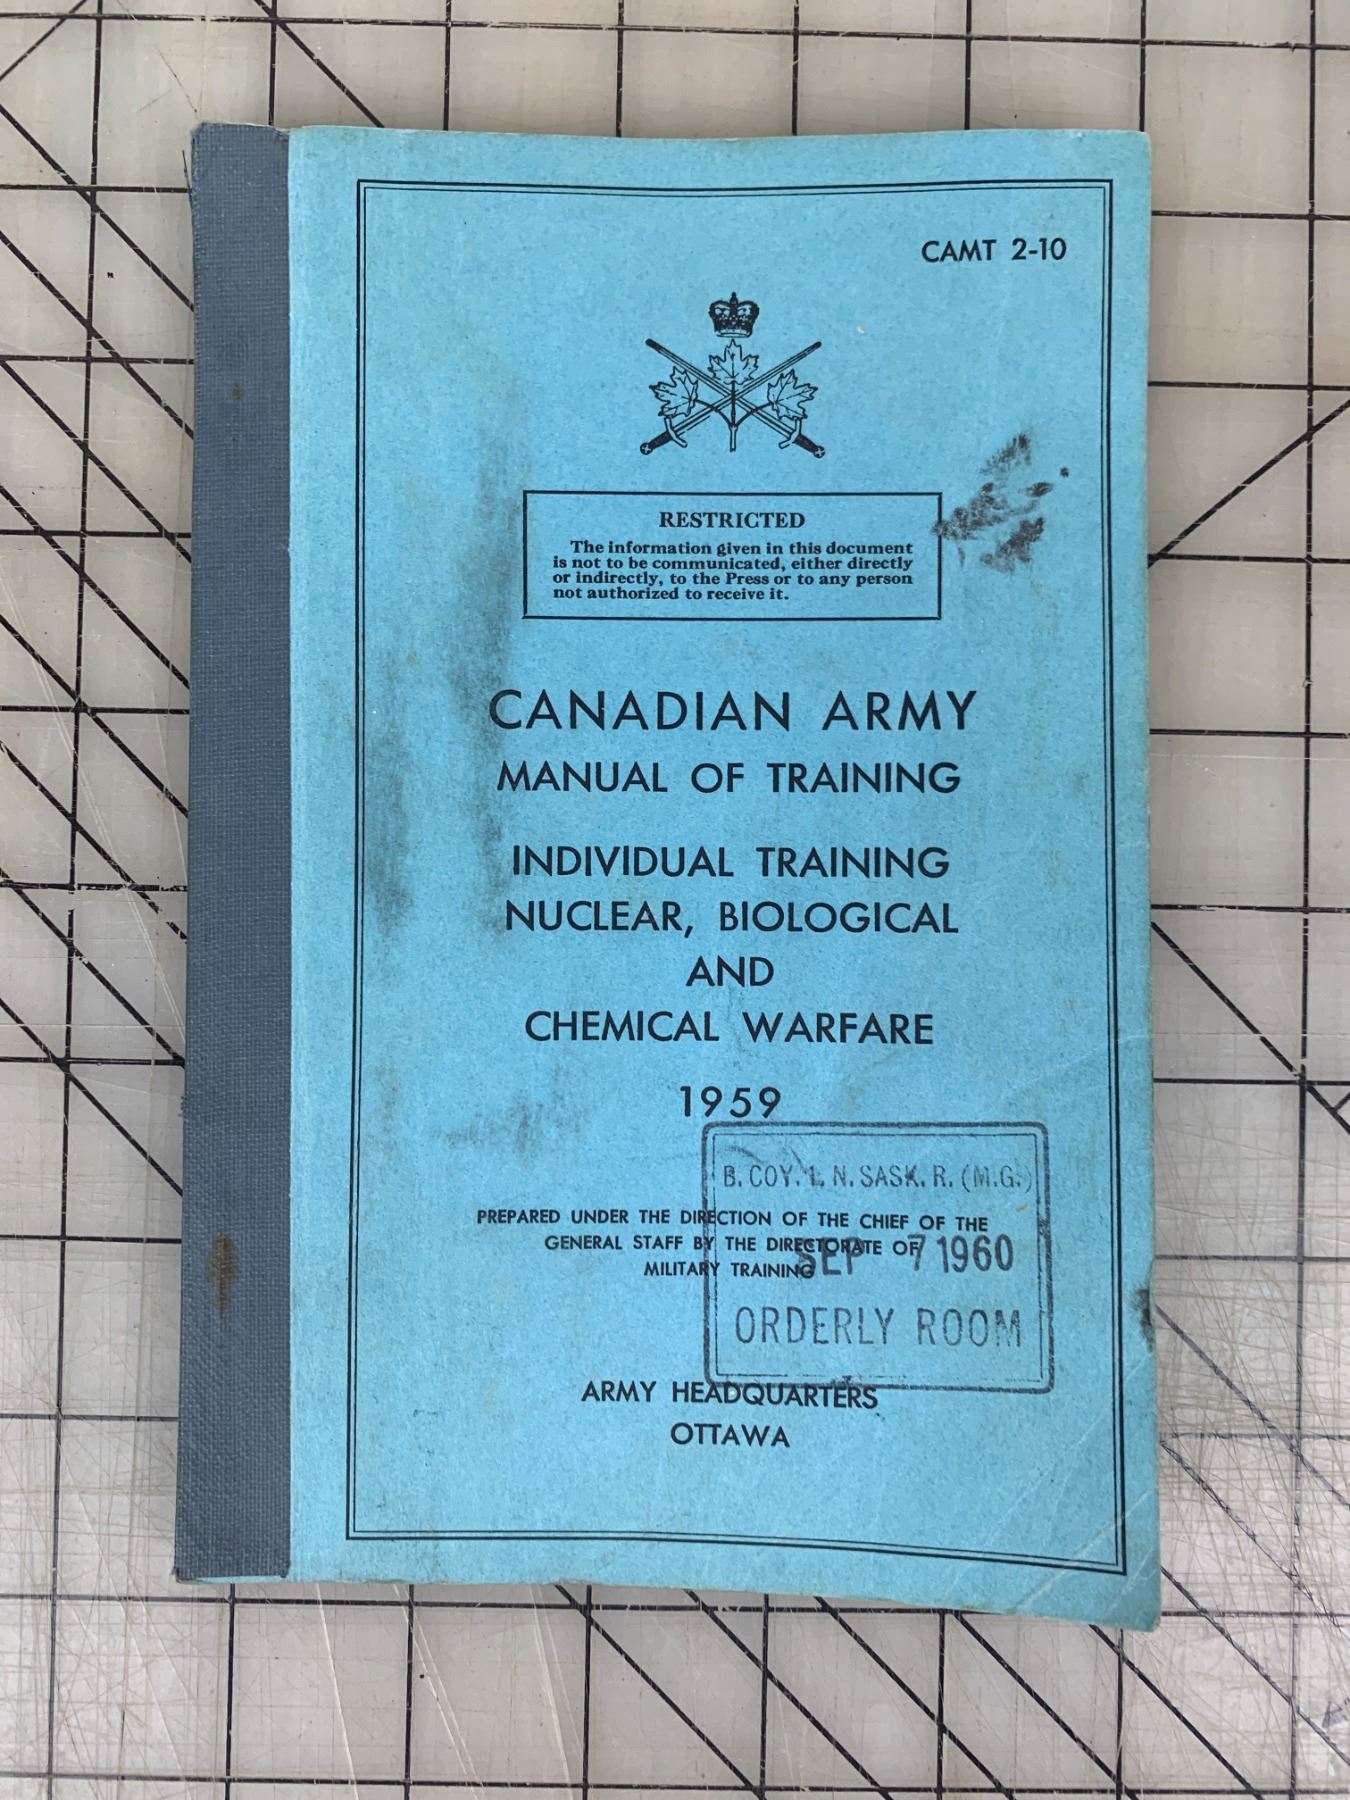 CAMT 2-10
RESTRICTED
The information given in this document
is not to be communicated, either directly
or indirectly, to the Press or to any person
not authorized to receive it.
CANADIAN ARMY
MANUAL OF TRAINING
INDIVIDUAL TRAINING
NUCLEAR, BIOLOGICAL
AND
CHEMICAL WARFARE
1959
B. COY. 1. N. SASK. R. (M.G.)
PREPARED UNDER THE DIRECTION OF THE CHIEF OF THE
GENERAL STAFF BY THE DIRECTORATE OF
MILITARY TRAINING
SEP 7 1960
ORDERLY ROOM
ARMY HEADQUARTERS
OTTAWA